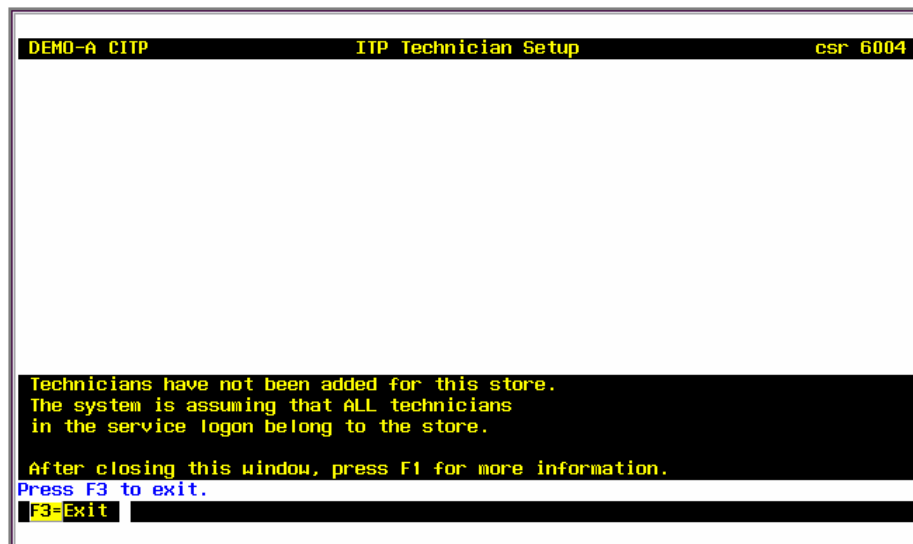 DEMO-A CITP ITP Technician Setup csr 6004
Technicians have not been added for this store.
The system is assuming that ALL technicians
in the service logon belong to the store.
After closing this window, press F1 for more information.
Press F3 to exit.
F3=Exit